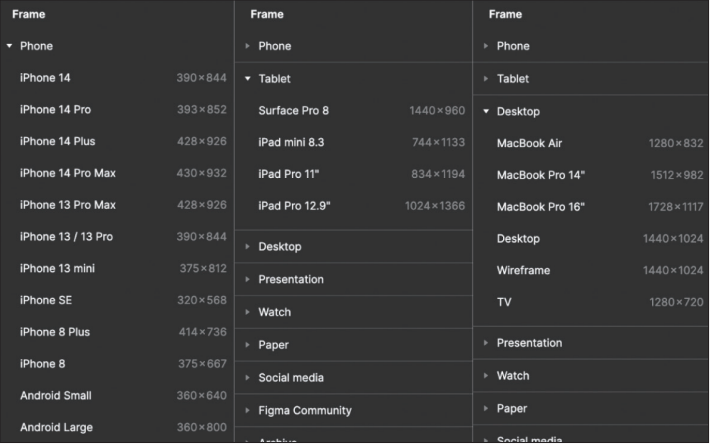 Frame
Phone
iPhone 14 390×844
iPhone 14 Pro 393×852
iPhone 14 Plus 428×926
iPhone 14 Pro Max 430×932
iPhone 13 Pro Max 428×926
iPhone 13 / 13 Pro 390×844
iPhone 13 mini 375×812
iPhone SE 320×568
iPhone 8 Plus 414×736
iPhone 8 375×667
Android Small 360×640
Android Large 360×800
Frame
Phone
Tablet
Surface Pro 8 1440×960
iPad mini 8.3 744×1133
iPad Pro 11" 834×1194
iPad Pro 12.9" 1024×1366
Desktop
Presentation
Watch
Paper
Social media
Figma Community
Archive
Frame
Phone
Tablet
Desktop
MacBook Air 1280×832
MacBook Pro 14" 1512×982
MacBook Pro 16" 1728×1117
Desktop 1440×1024
Wireframe 1440×1024
TV 1280×720
Presentation
Watch
Paper
Social media